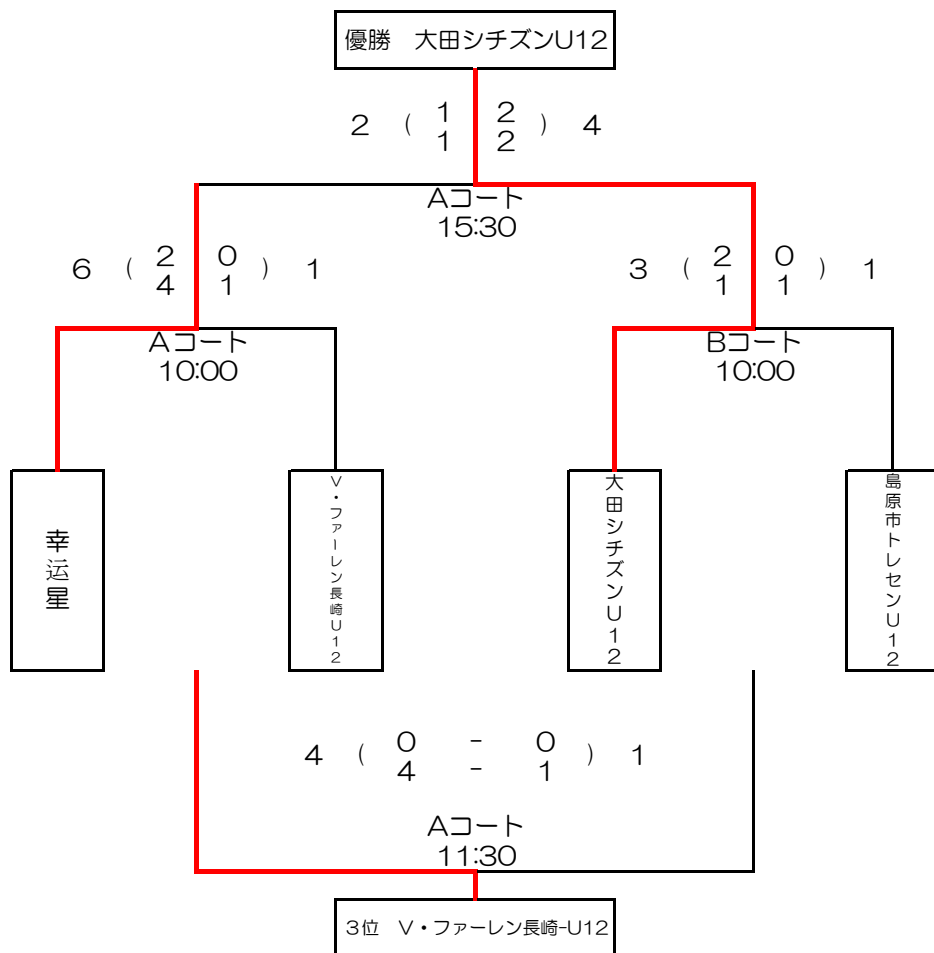 優勝　大田シチズンU12
2 ( 1 2 ) 4
1 2
Aコート
15:30
6 ( 2 0 ) 1
4 1
3 ( 2 0 ) 1
1 1
Aコート
10:00
Bコート
10:00
幸运星
V・ファーレン長崎U12
大田シチズンU12
島原市トレセンU12
4 ( 0 - 0 ) 1
4 - 1
Aコート
11:30
3位　V・ファーレン長崎-U12